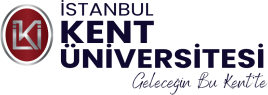 İSTANBUL
KENT
ÜNİVERSİTESİ
Geleceğin Bu Kent'te